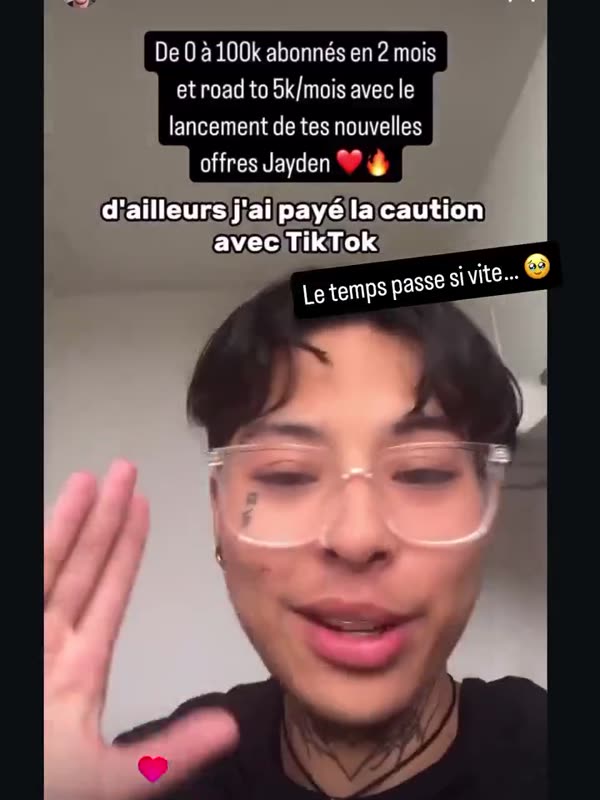 De 0 à 100k abonnés en 2 mois
et road to 5k/mois avec le
lancement de tes nouvelles
offres Jayden ❤️🔥
d'ailleurs j'ai payé la caution
avec TikTok
Le temps passe si vite... 🥹